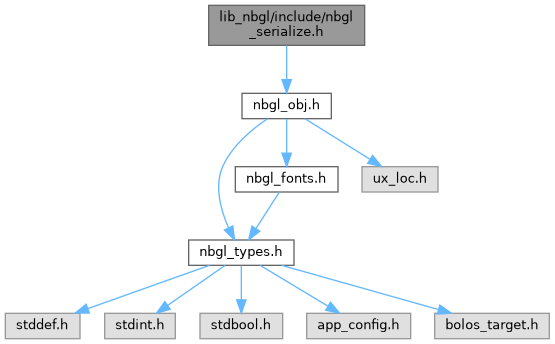 lib_nbgl/include/nbgl
_serialize.h
nbgl_obj.h
nbgl_fonts.h
ux_loc.h
nbgl_types.h
stddef.h
stdint.h
stdbool.h
app_config.h
bolos_target.h